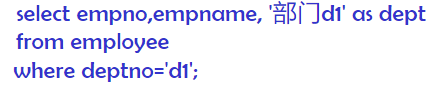 select empno,empname, '部门d1' as dept
from employee
where deptno='d1';